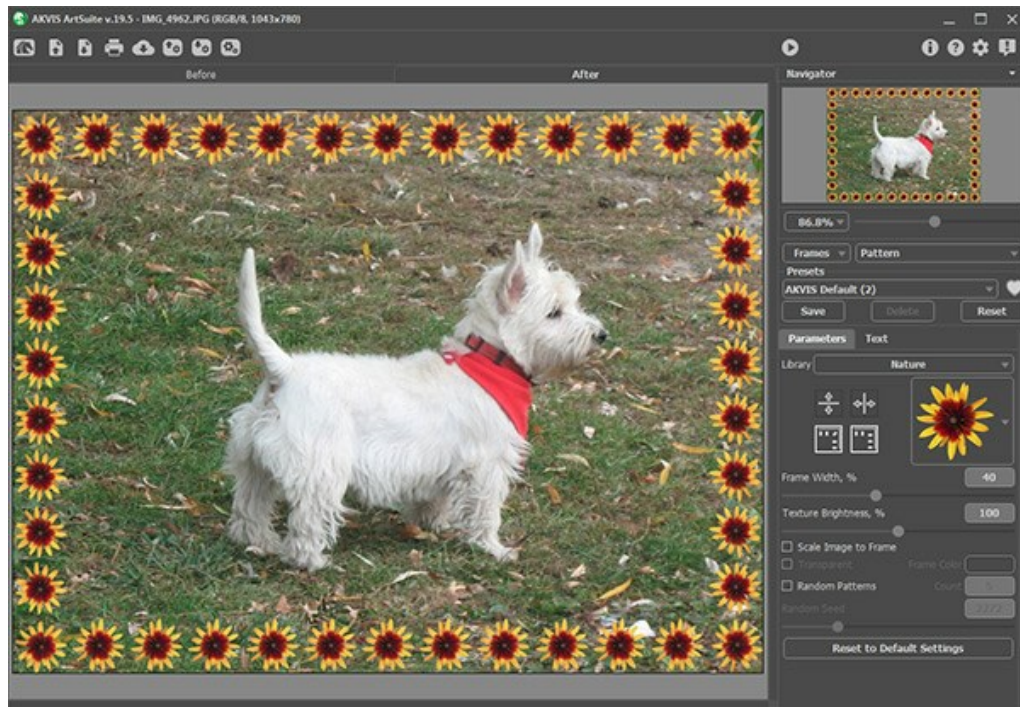 AKVIS ArtSuite v.19.5 - IMG_4962.JPG (RGB/8, 1043x780)
Before
After
Navigator
86.8%
Frames
Pattern
Presets
AKVIS Default (2)
Save
Delete
Reset
Parameters
Text
Library
Nature
Frame Width, %
40
Texture Brightness, %
100
Scale Image to Frame
Transparent
Frame Color
Random Patterns
Count
Random Seed
Reset to Default Settings